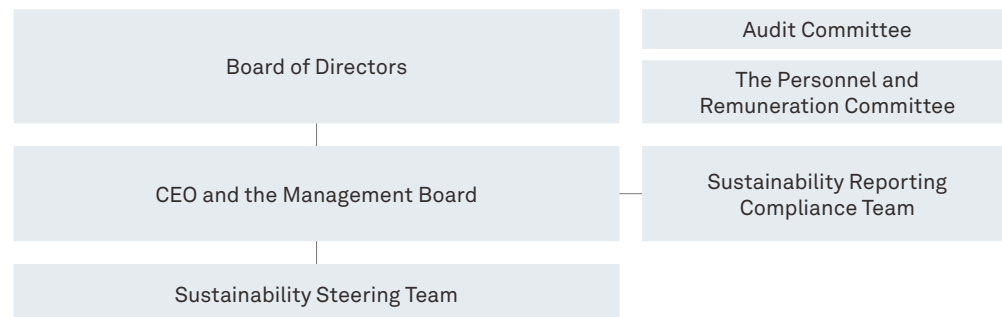 Board of Directors
Audit Committee
The Personnel and
Remuneration Committee
CEO and the Management Board
Sustainability Reporting
Compliance Team
Sustainability Steering Team